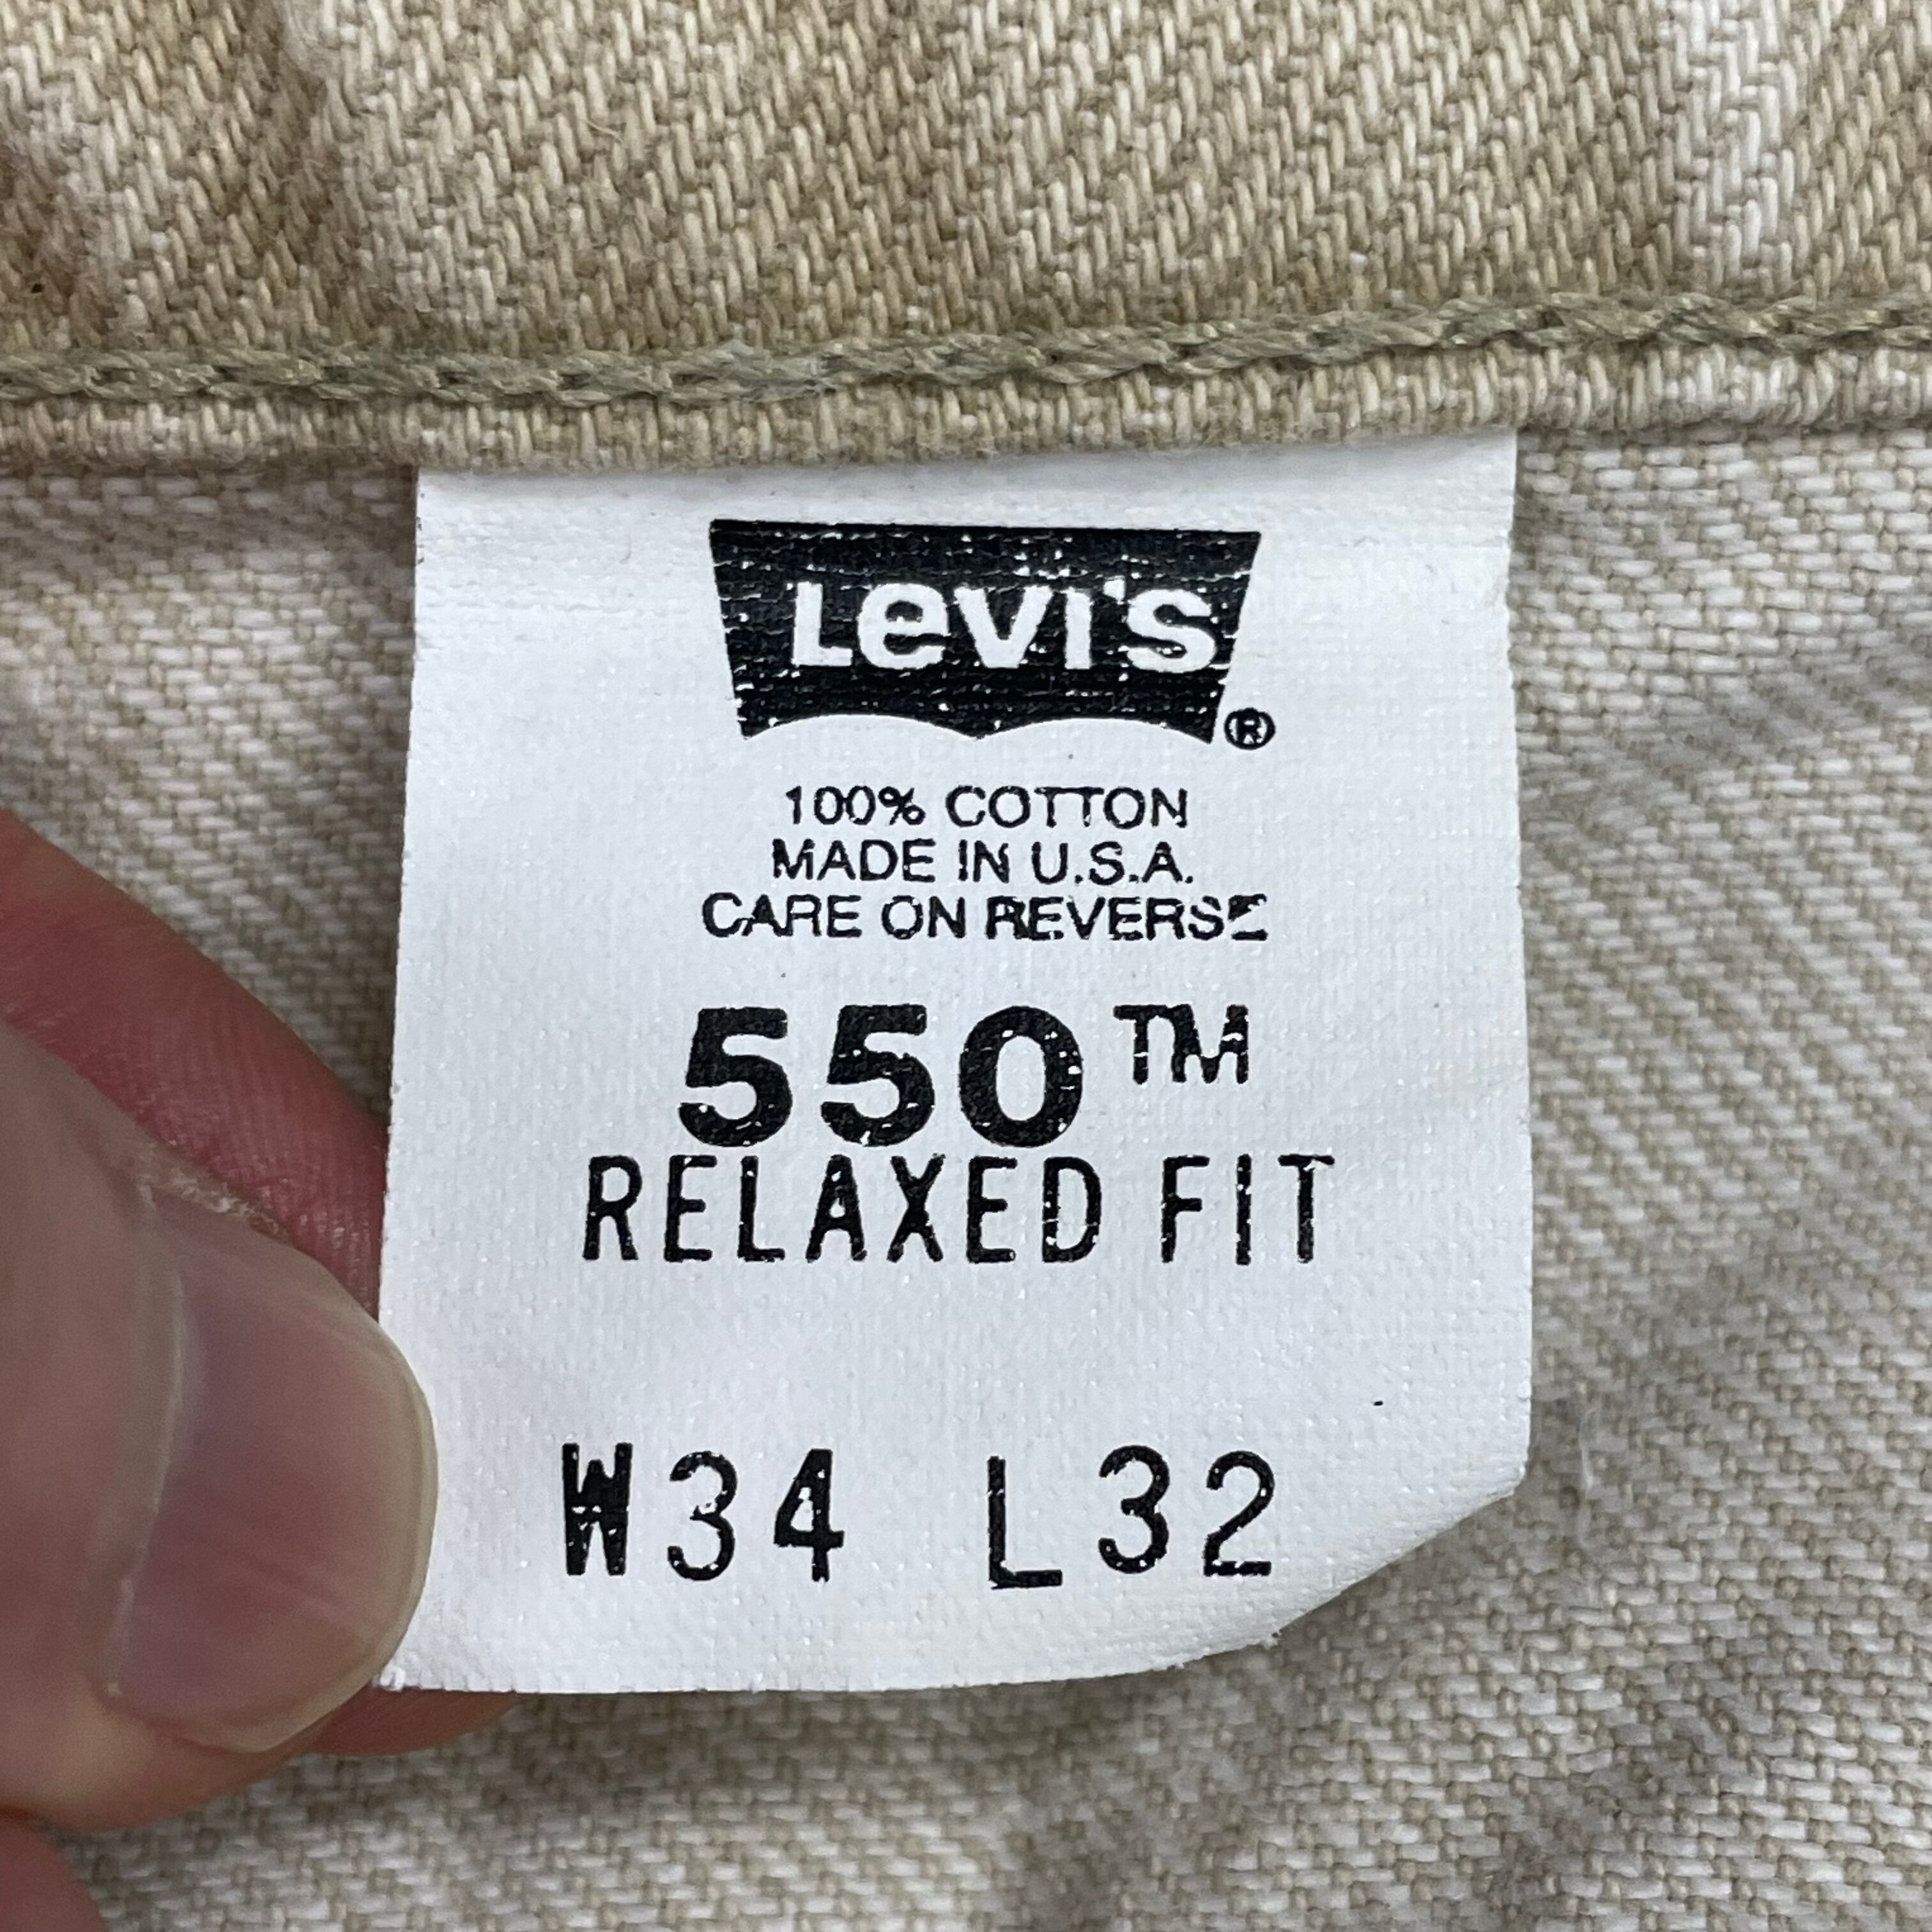 Levi's ®
100% COTTON
MADE IN U.S.A.
CARE ON REVERSE
550™
RELAXED FIT
W34 L32